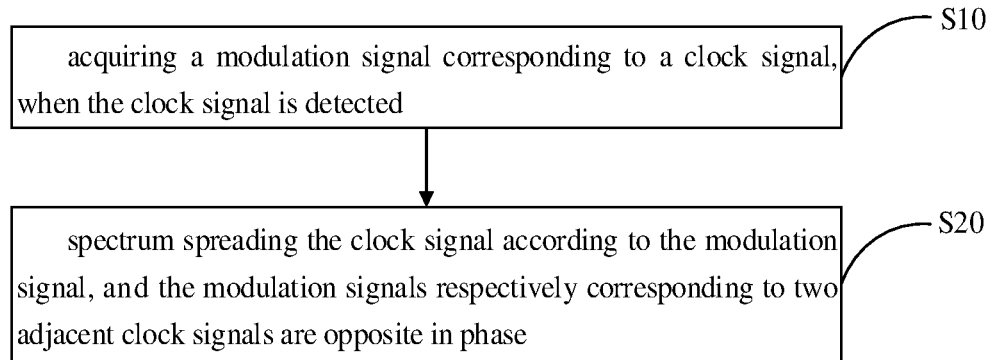 S10
acquiring a modulation signal corresponding to a clock signal,
when the clock signal is detected
S20
spectrum spreading the clock signal according to the modulation
signal, and the modulation signals respectively corresponding to two
adjacent clock signals are opposite in phase